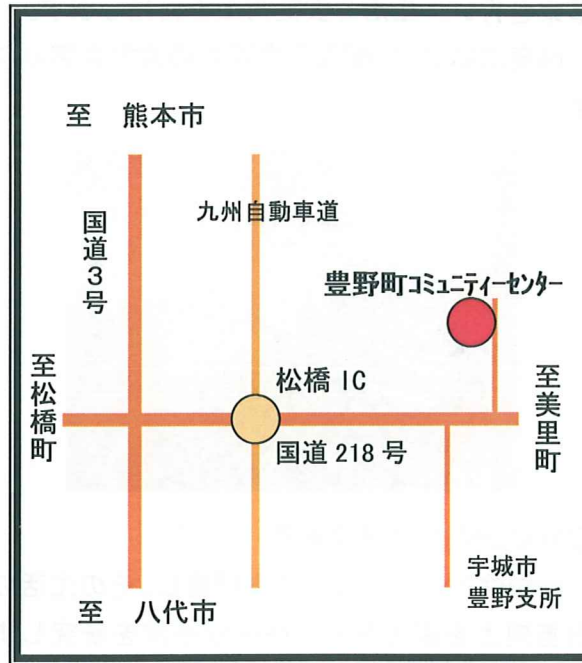 至 熊本市
国道3号
九州自動車道
豊野町コミュニティーセンター
至松橋町
松橋 IC
至美里町
国道 218 号
宇城市
豊野支所
至 八代市